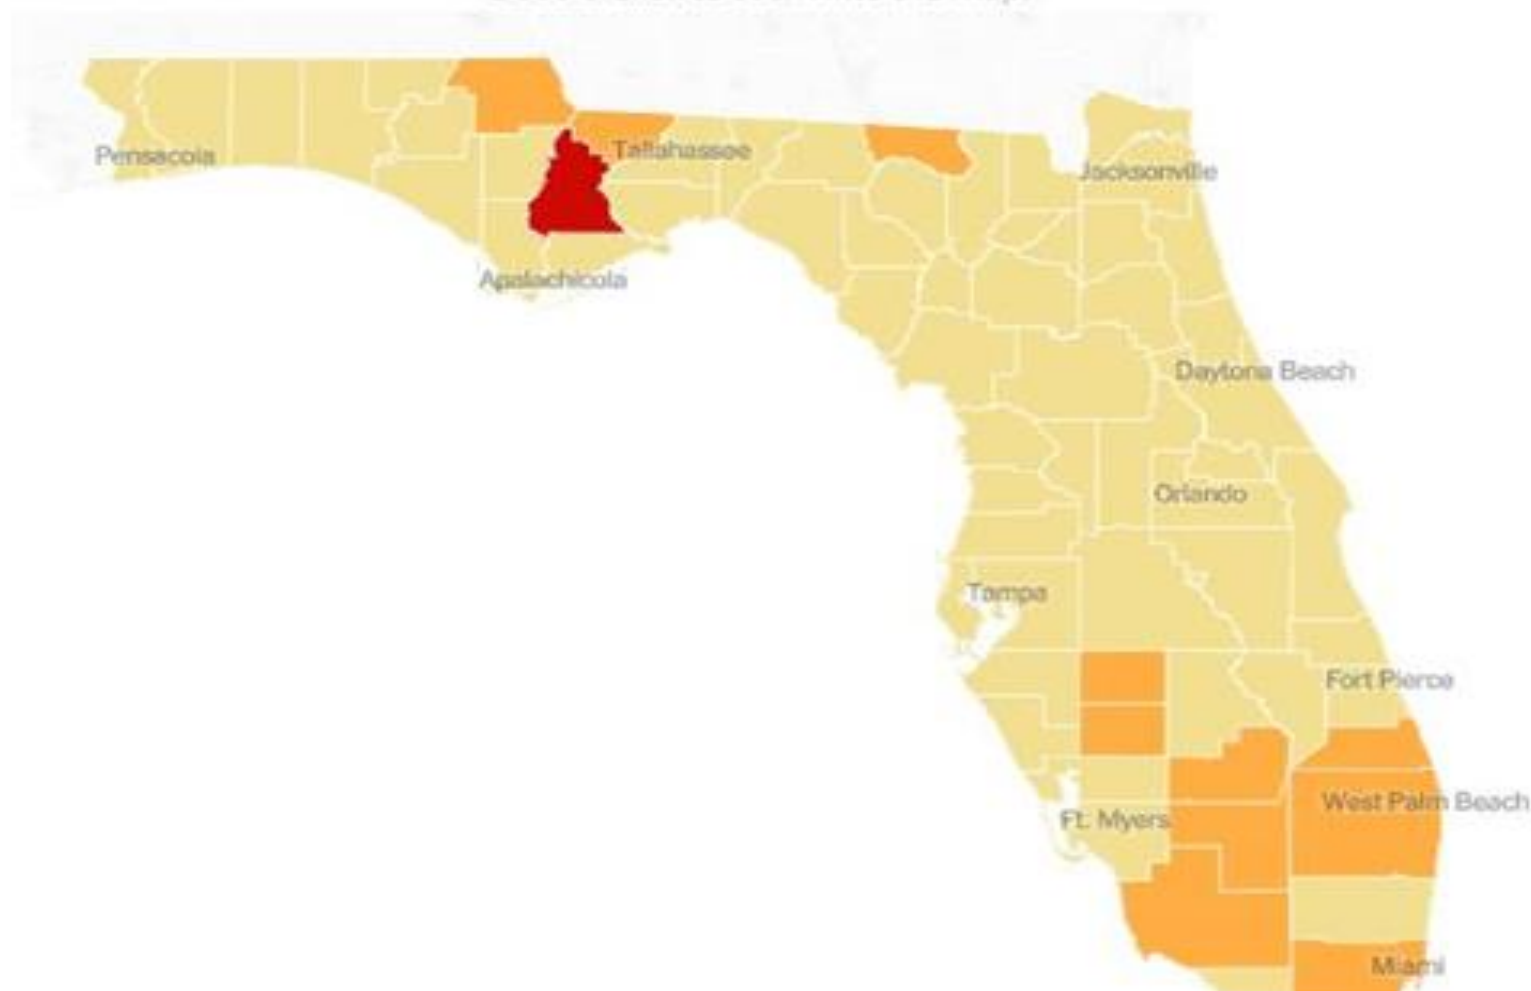 Pensacola
Tallahassee
Jacksonville
Apalachicola
Daytona Beach
Orlando
Tampa
Fort Pierce
West Palm Beach
Ft. Myers
Miami